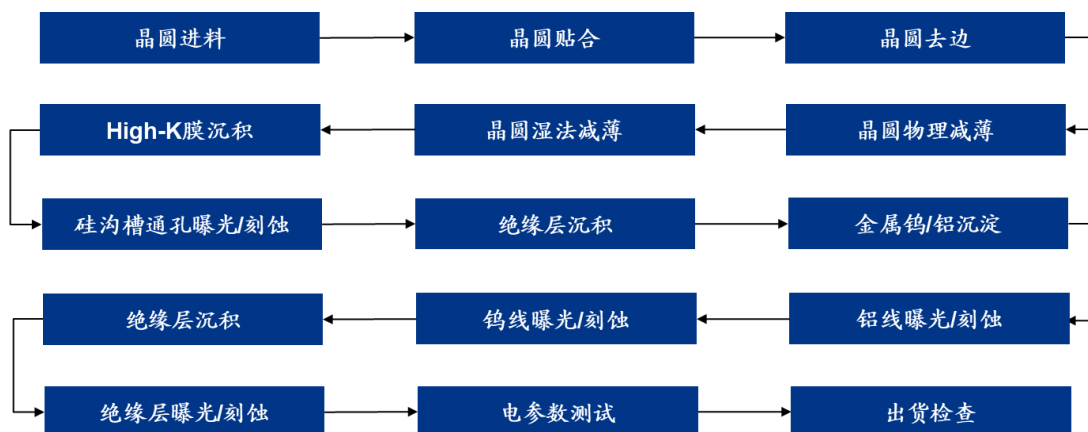 晶圆进料
晶圆贴合
晶圆去边
晶圆物理减薄
晶圆湿法减薄
High-K膜沉积
硅沟槽通孔曝光/刻蚀
绝缘层沉积
金属钨/铝沉淀
铝线曝光/刻蚀
钨线曝光/刻蚀
绝缘层沉积
绝缘层曝光/刻蚀
电参数测试
出货检查